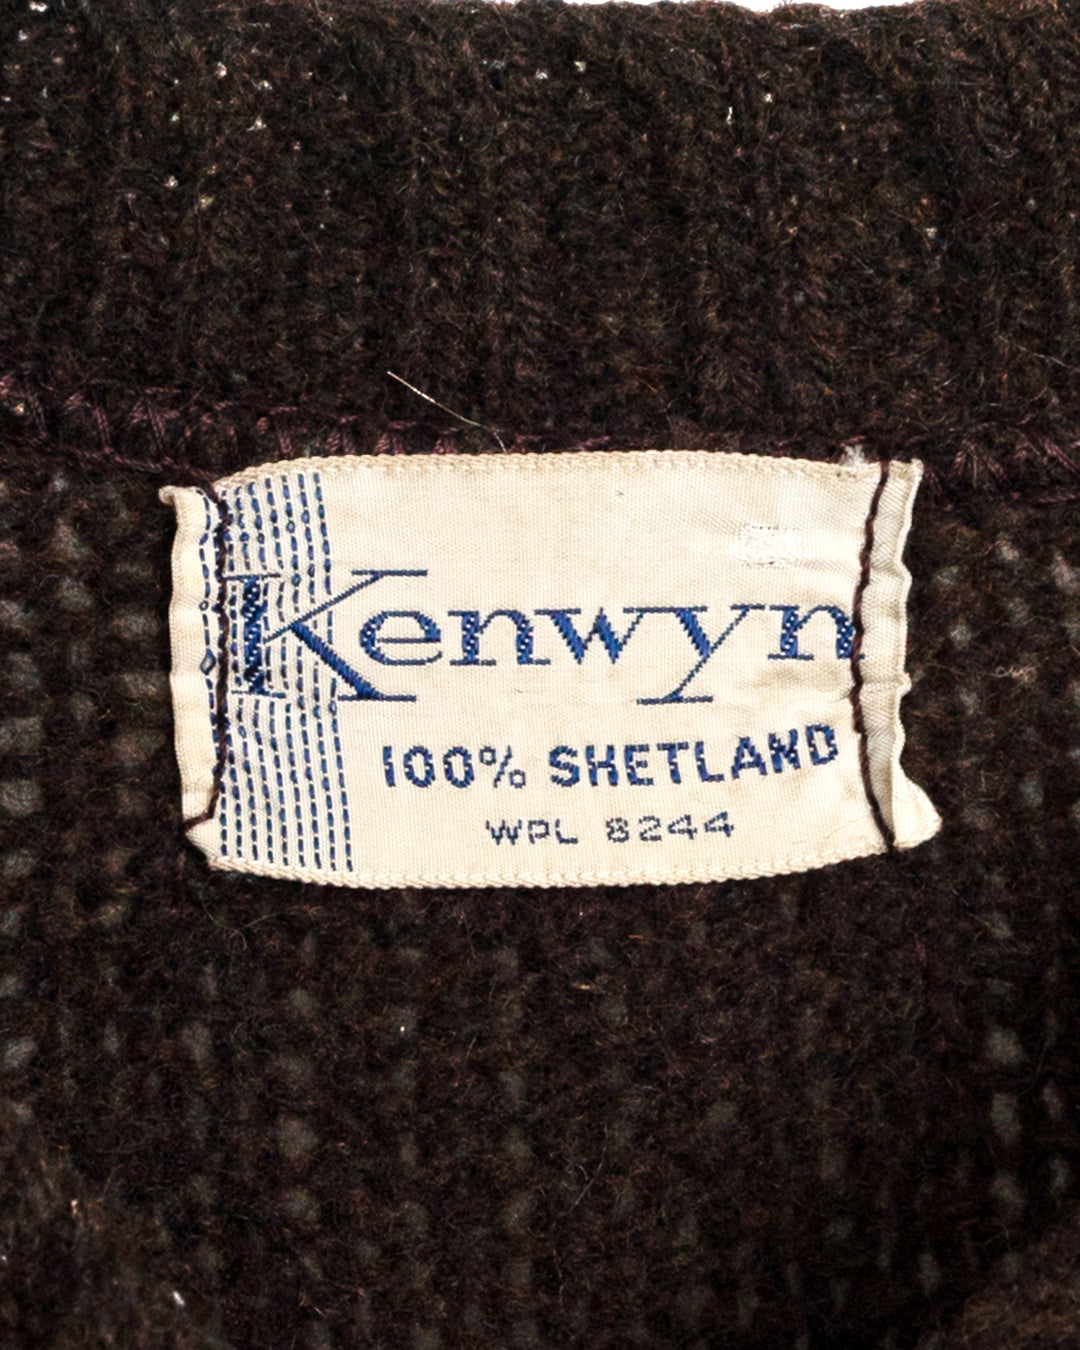 Kenwyn
100% SHETLAND
WPL 8244